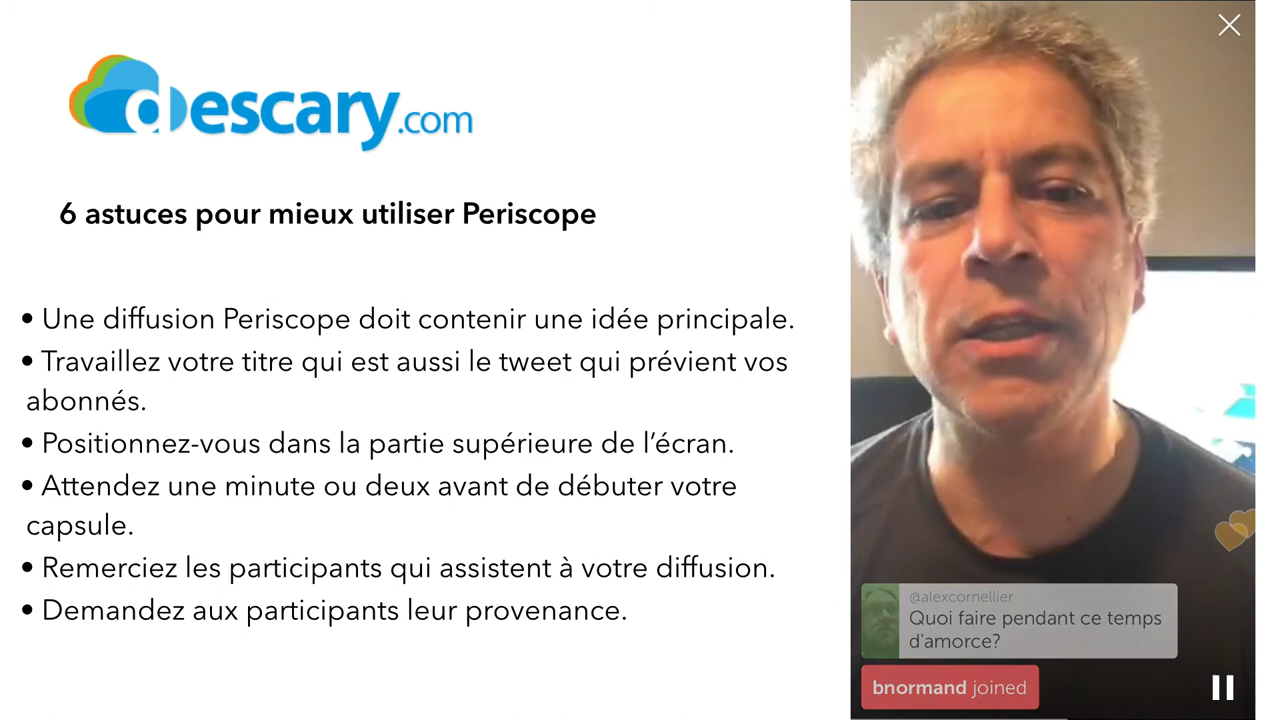 descary.com
6 astuces pour mieux utiliser Periscope
• Une diffusion Periscope doit contenir une idée principale.
• Travaillez votre titre qui est aussi le tweet qui prévient vos
abonnés.
• Positionnez-vous dans la partie supérieure de l’écran.
• Attendez une minute ou deux avant de débuter votre
capsule.
• Remerciez les participants qui assistent à votre diffusion.
• Demandez aux participants leur provenance.
@alexcornellier
Quoi faire pendant ce temps
d'amorce?
bnormand joined